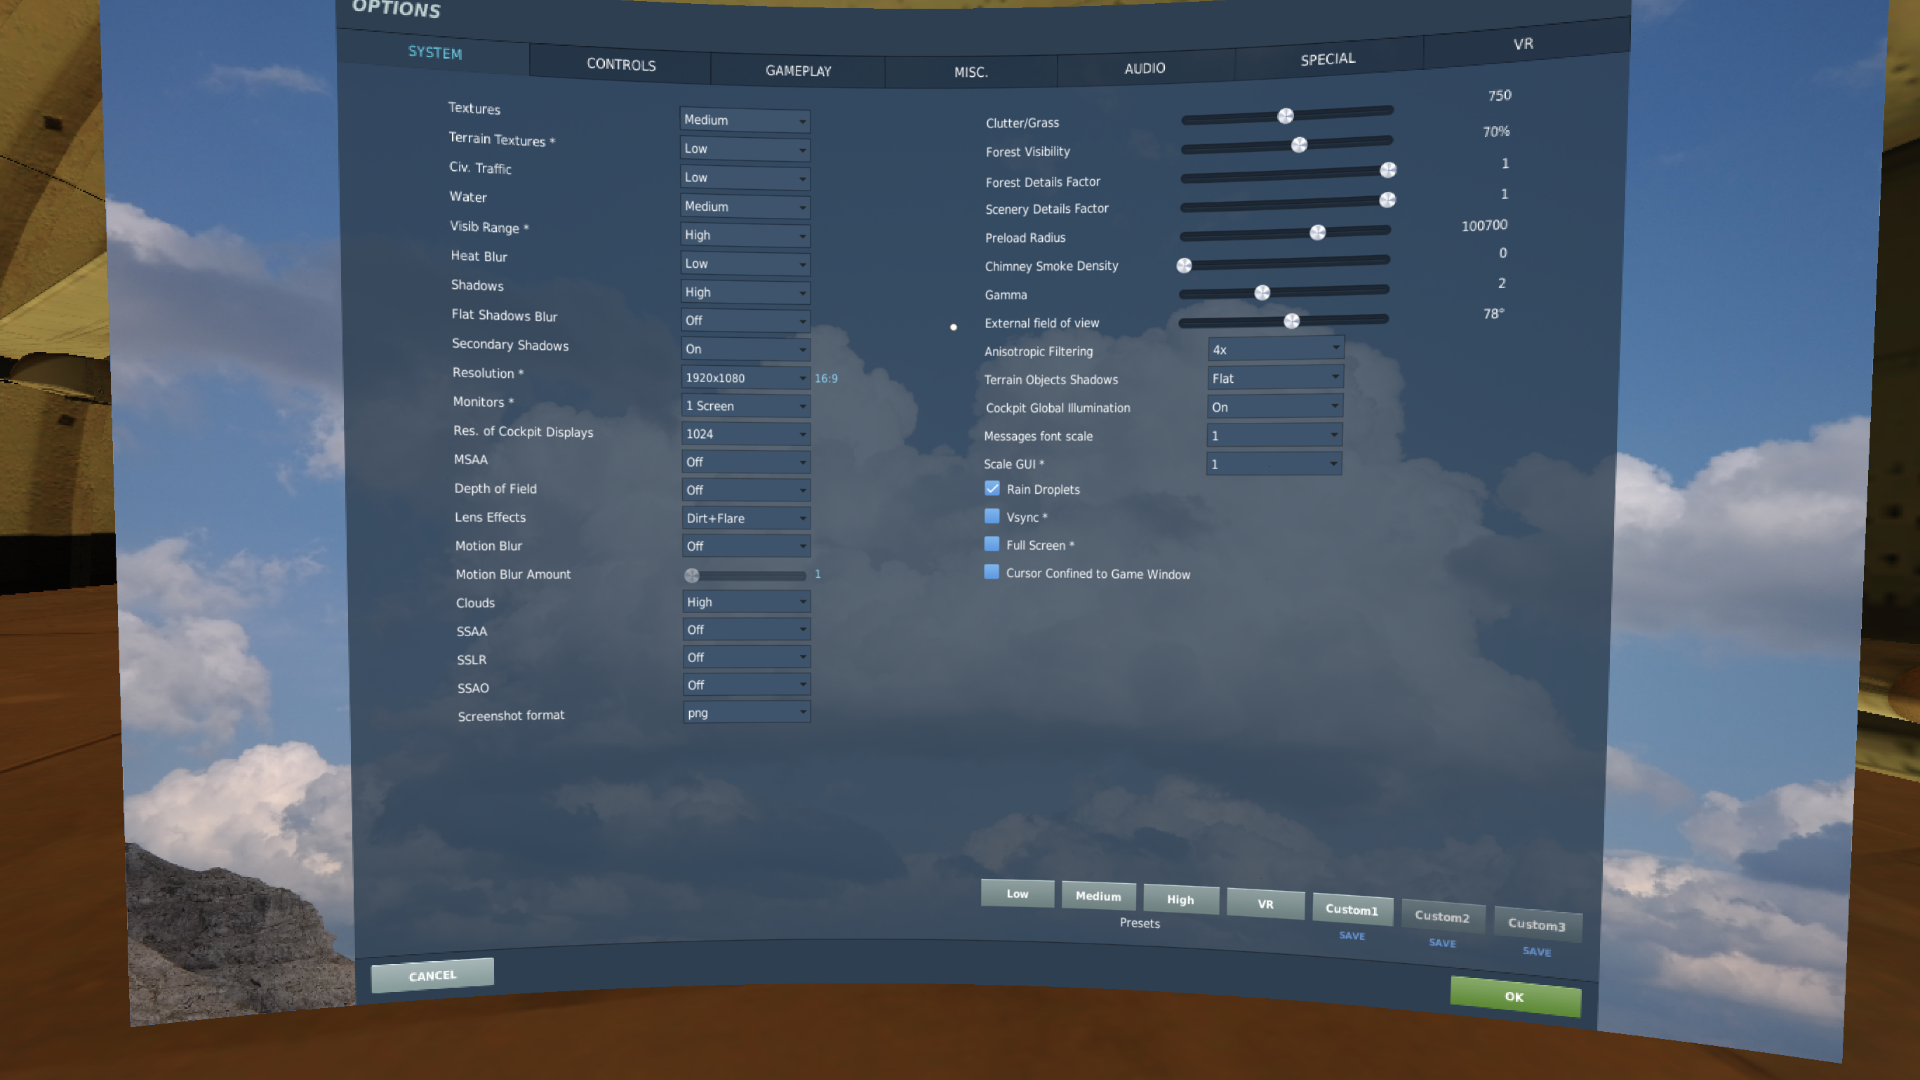 OPTIONS
SYSTEM
CONTROLS
GAMEPLAY
MISC.
AUDIO
SPECIAL
VR
Textures Medium
Terrain Textures * Low
Civ. Traffic Low
Water Medium
Visib Range * High
Heat Blur Low
Shadows High
Flat Shadows Blur Off
Secondary Shadows On
Resolution * 1920x1080 16:9
Monitors * 1 Screen
Res. of Cockpit Displays 1024
MSAA Off
Depth of Field Off
Lens Effects Dirt+Flare
Motion Blur Off
Motion Blur Amount 1
Clouds High
SSAA Off
SSLR Off
SSAO Off
Screenshot format png
Clutter/Grass 750
Forest Visibility 70%
Forest Details Factor 1
Scenery Details Factor 1
Preload Radius 100700
Chimney Smoke Density 0
Gamma 2
External field of view 78°
Anisotropic Filtering 4x
Terrain Objects Shadows Flat
Cockpit Global Illumination On
Messages font scale 1
Scale GUI * 1
Rain Droplets
Vsync *
Full Screen *
Cursor Confined to Game Window
Low
Medium
High
VR
Custom1
Custom2
Custom3
Presets
SAVE
SAVE
SAVE
CANCEL
OK